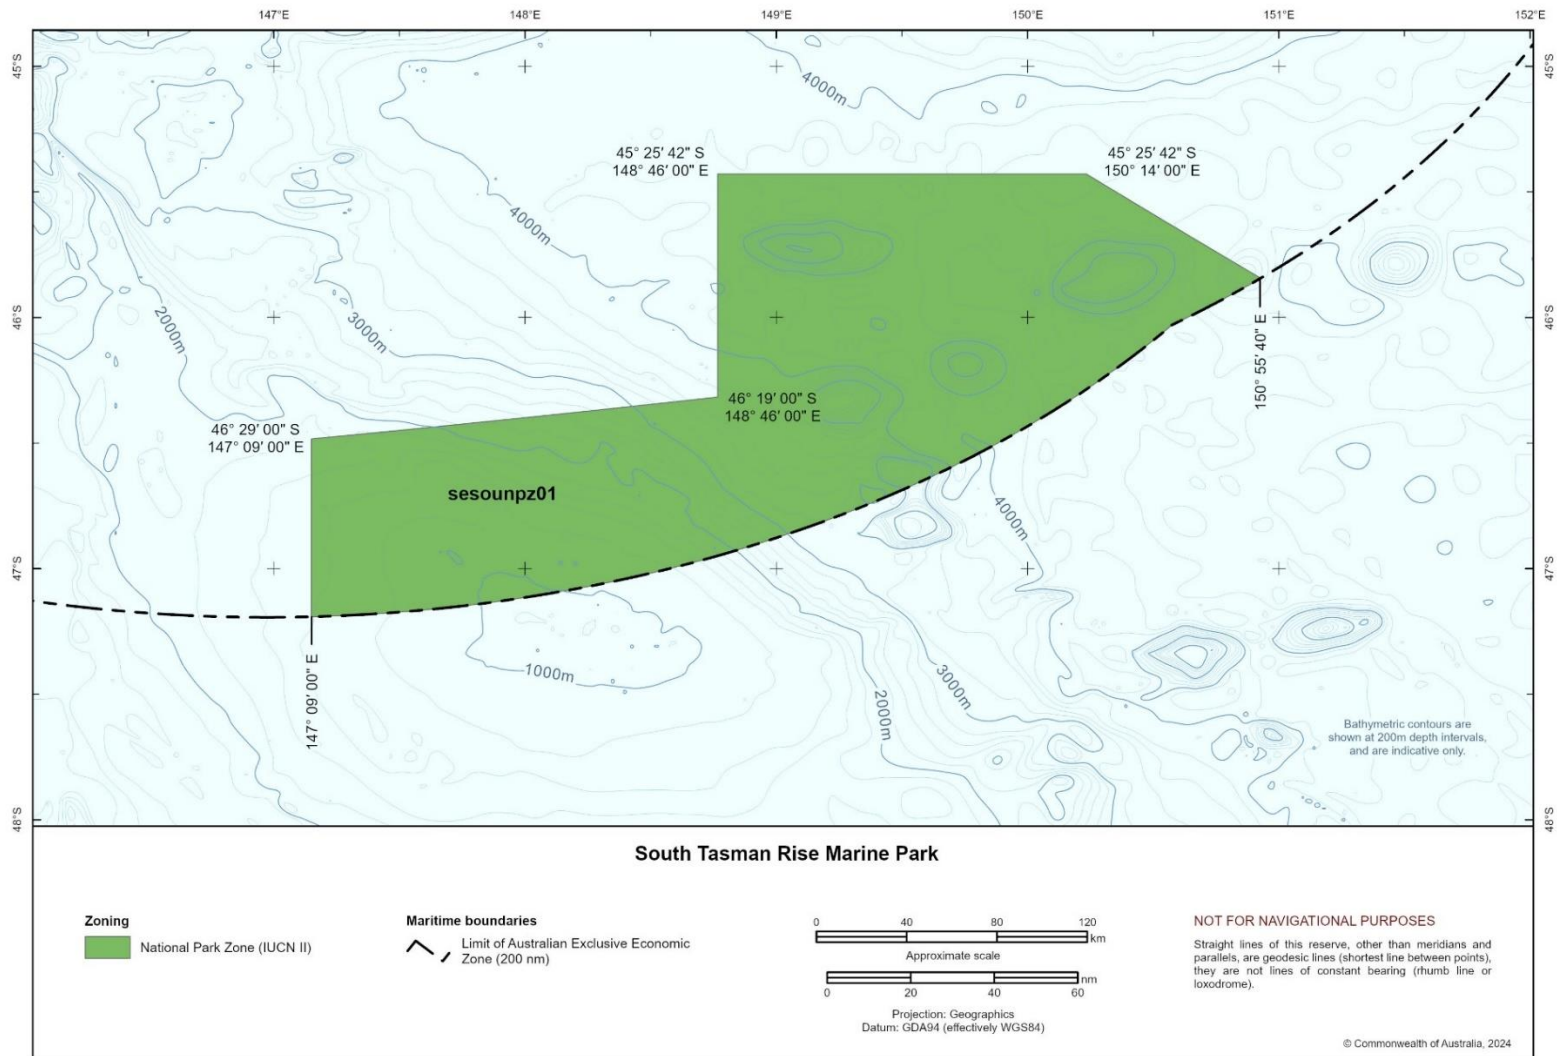 147°E
148°E
149°E
150°E
151°E
152°E
45°S
45°S
4000m
45° 25′ 42″ S
148° 46′ 00″ E
45° 25′ 42″ S
150° 14′ 00″ E
4000m
2000m
3000m
46°S
46°S
150° 55′ 40″ E
46° 19′ 00″ S
148° 46′ 00″ E
46° 29′ 00″ S
147° 09′ 00″ E
sesounpz01
4000m
47°S
47°S
147° 09′ 00″ E
1000m
2000m
3000m
Bathymetric contours are
shown at 200m depth intervals,
and are indicative only.
48°S
48°S
South Tasman Rise Marine Park
Zoning
National Park Zone (IUCN II)
Maritime boundaries
Limit of Australian Exclusive Economic
Zone (200 nm)
0 40 80 120
km
Approximate scale
nm
0 20 40 60
Projection: Geographics
Datum: GDA94 (effectively WGS84)
NOT FOR NAVIGATIONAL PURPOSES
Straight lines of this reserve, other than meridians and
parallels, are geodesic lines (shortest line between points),
they are not lines of constant bearing (rhumb line or
loxodrome).
© Commonwealth of Australia, 2024